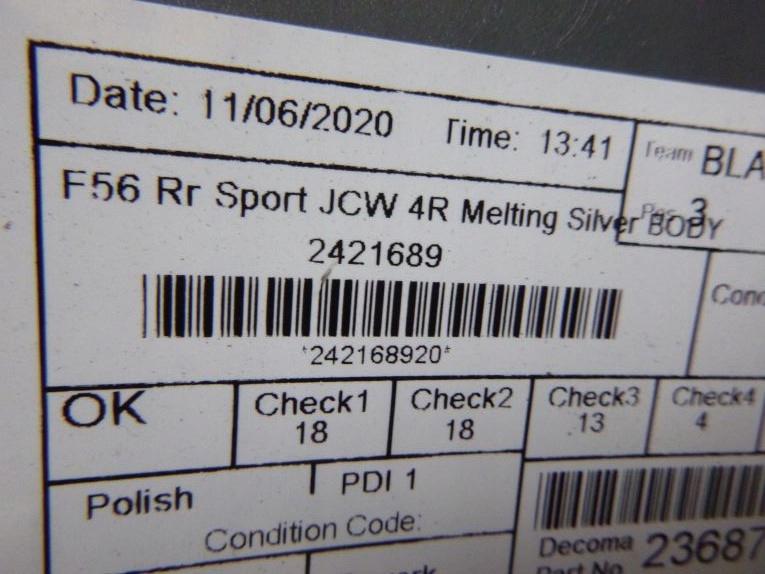 Date: 11/06/2020 Time: 13:41 Team BLA
3
F56 Rr Sport JCW 4R Melting Silver BODY
2421689
*242168920*
Cond
OK Check1 Check2 Check3 Check4
18 18 13 4
Polish PDI 1
Condition Code:
Decoma 23687
Part No